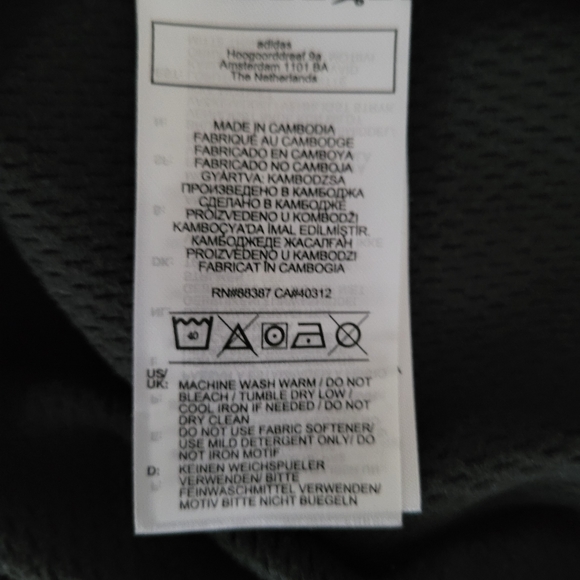 adidas
Hoogoorddreef 9a
Amsterdam 1101 BA
The Netherlands
MADE IN CAMBODIA
FABRIQUÉ AU CAMBODGE
FABRICADO EN CAMBOYA
FABRICADO NO CAMBOJA
GYÁRTVA: KAMBODZSA
ПРОИЗВЕДЕНО В КАМБОДЖА
СДЕЛАНО В КАМБОДЖЕ
PROIZVEDENO U KOMBODŽI
KAMBOÇYA'DA İMAL EDİLMİŞTİR.
КАМБОДЖЕДЕ ЖАСАЛҒАН
PROIZVEDENO U KAMBODZI
FABRICAT ÎN CAMBOGIA
RN#88387 CA#40312
40
US/
UK: MACHINE WASH WARM / DO NOT
BLEACH / TUMBLE DRY LOW /
COOL IRON IF NEEDED / DO NOT
DRY CLEAN
DO NOT USE FABRIC SOFTENER/
USE MILD DETERGENT ONLY/ DO
NOT IRON MOTIF
D: KEINEN WEICHSPUELER
VERWENDEN/ BITTE
FEINWASCHMITTEL VERWENDEN/
MOTIV BITTE NICHT BUEGELN